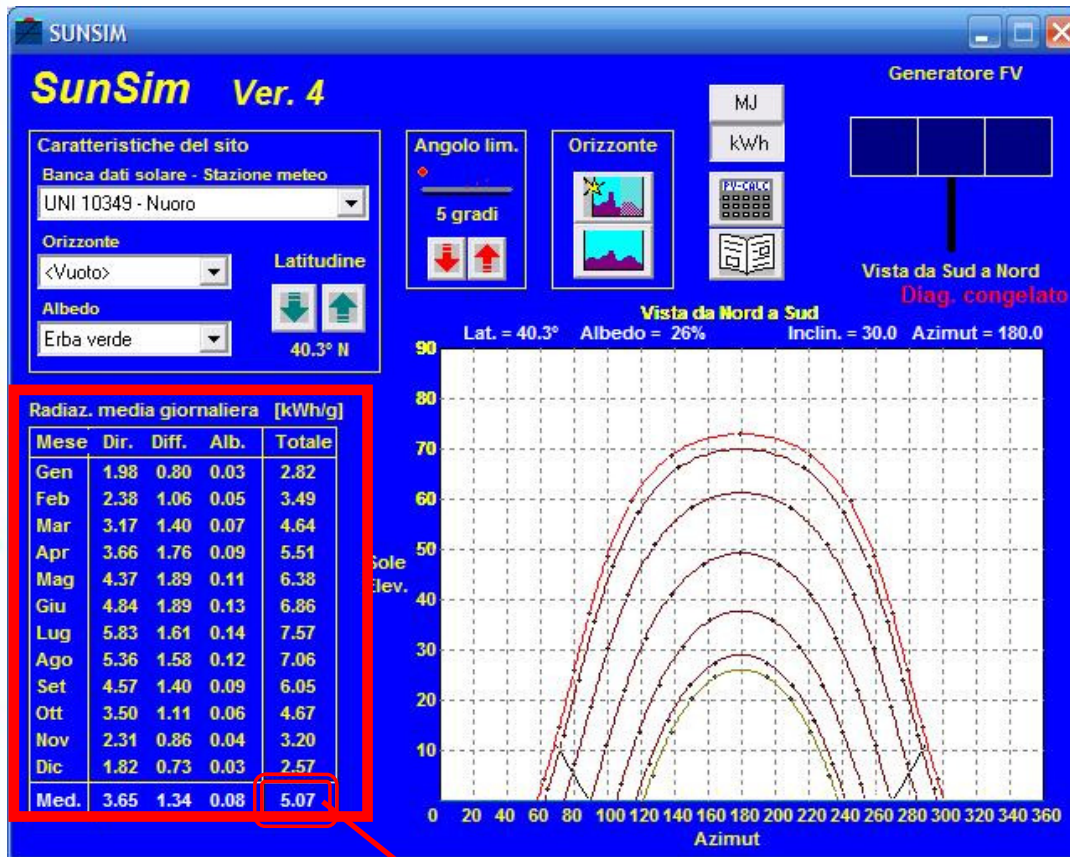 SUNSIM
SunSim Ver. 4
Caratteristiche del sito
Banca dati solare - Stazione meteo
UNI 10349 - Nuoro
Orizzonte
<Vuoto>
Latitudine
Albedo
Erba verde
40.3° N
Angolo lim.
5 gradi
Orizzonte
MJ
kWh
PV-CALC
Generatore FV
Vista da Sud a Nord
Diag. congelato
Radiaz. media giornaliera [kWh/g]
Mese Dir. Diff. Alb. Totale
Gen 1.98 0.80 0.03 2.82
Feb 2.38 1.06 0.05 3.49
Mar 3.17 1.40 0.07 4.64
Apr 3.66 1.76 0.09 5.51
Mag 4.37 1.89 0.11 6.38
Giu 4.84 1.89 0.13 6.86
Lug 5.83 1.61 0.14 7.57
Ago 5.36 1.58 0.12 7.06
Set 4.57 1.40 0.09 6.05
Ott 3.50 1.11 0.06 4.67
Nov 2.31 0.86 0.04 3.20
Dic 1.82 0.73 0.03 2.57
Med. 3.65 1.34 0.08 5.07
Vista da Nord a Sud
Lat. = 40.3° Albedo = 26% Inclin. = 30.0 Azimut = 180.0
90
80
70
60
50
Sole
Elev.
40
30
20
10
0 20 40 60 80 100 120 140 160 180 200 220 240 260 280 300 320 340 360
Azimut